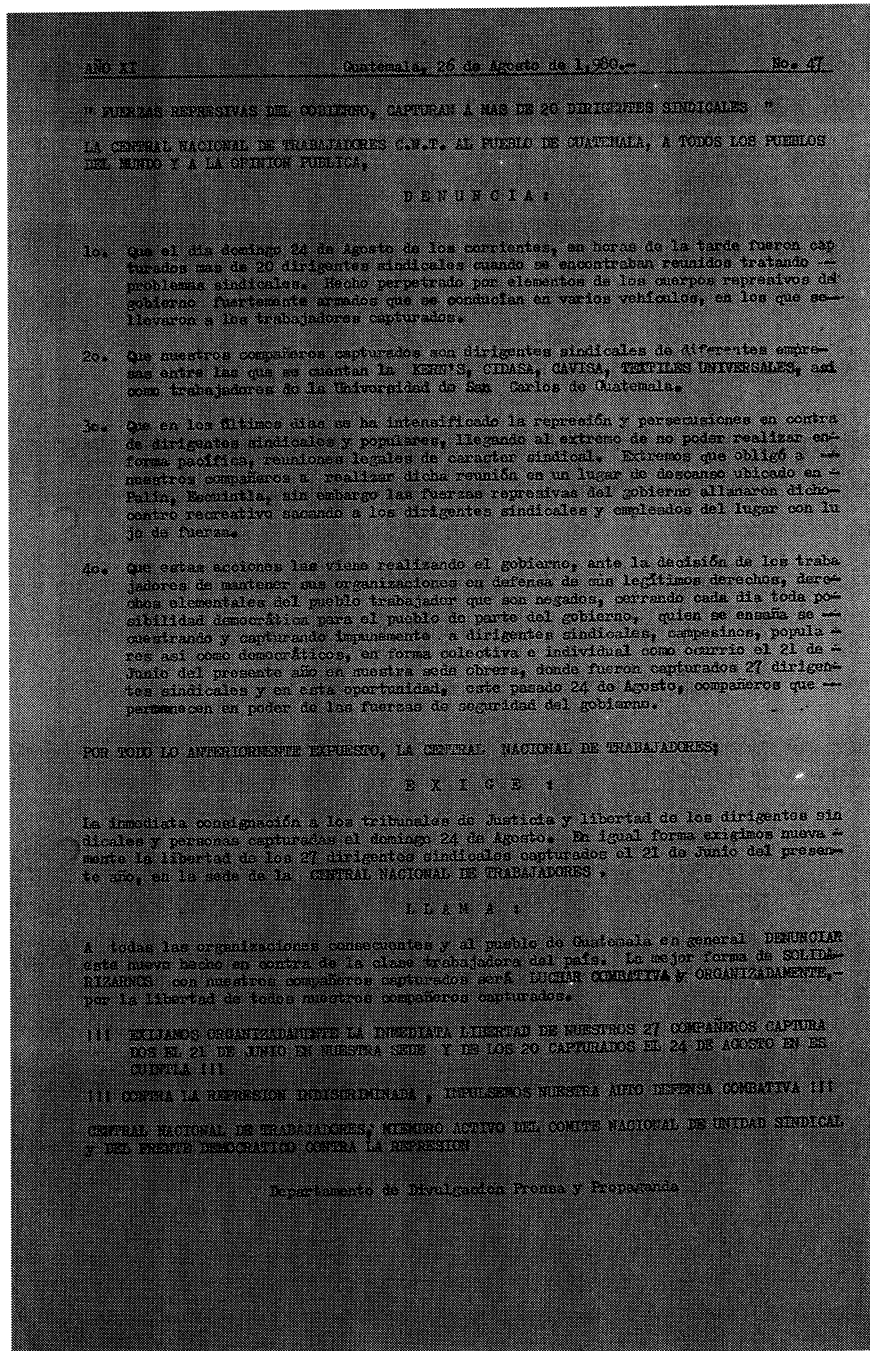 AÑO XI Guatemala, 26 de Agosto de 1,980.- No. 47
" FUERZAS REPRESIVAS DEL GOBIERNO, CAPTURAN A MAS DE 20 DIRIGENTES SINDICALES "
LA CENTRAL NACIONAL DE TRABAJADORES C.N.T. AL PUEBLO DE GUATEMALA, A TODOS LOS PUEBLOS
DEL MUNDO Y A LA OPINION PUBLICA,
D E N U N C I A :
1o. Que el dia domingo 24 de Agosto de los corrientes, en horas de la tarde fueron cap
turados mas de 20 dirigentes sindicales cuando se encontraban reunidos tratando --
problemas sindicales. Hecho perpetrado por elementos de los cuerpos represivos del
gobierno fuertemente armados que se conducían en varios vehículos, en los que se--
llevaron a los trabajadores capturados.
2o. Que nuestros compañeros capturados son dirigentes sindicales de diferentes empre-
sas entre las que se cuentan la KERN'S, CIDASA, CAVISA, TEXTILES UNIVERSALES, así
como trabajadores de la Universidad de San Carlos de Guatemala.
3o. Que en los últimos dias se ha intensificado la represión y persecusiones en contra
de dirigentes sindicales y populares, llegando al extremo de no poder realizar en-
forma pacífica, reuniones legales de caracter sindical. Extremos que obligó a --
nuestros compañeros a realizar dicha reunión en un lugar de descanso ubicado en -
Palín, Escuintla, sin embargo las fuerzas represivas del gobierno allanaron dicho-
centro recreativo sacando a los dirigentes sindicales y empleados del lugar con lu
jo de fuerza.
4o. Que estas acciones las viene realizando el gobierno, ante la decisión de los traba
jadores de mantener sus organizaciones en defensa de sus legítimos derechos, dere-
chos elementales del pueblo trabajador que son negados, cerrando cada dia toda po-
sibilidad democrática para el pueblo de parte del gobierno, quien se ensaña se --
cuestrando y capturando impunemente a dirigentes sindicales, campesinos, popula -
res así como democráticos, en forma colectiva e individual como ocurrio el 21 de -
Junio del presente año en nuestra sede obrera, donde fueron capturados 27 dirigen-
tes sindicales y en esta oportunidad, este pasado 24 de Agosto, compañeros que --
permanecen en poder de las fuerzas de seguridad del gobierno.
POR TODO LO ANTERIORMENTE EXPUESTO, LA CENTRAL NACIONAL DE TRABAJADORES:
E X I G E :
La inmediata consignación a los tribunales de Justicia y libertad de los dirigentes sin
dicales y personas capturadas el domingo 24 de Agosto. En igual forma exigimos nueva -
mente la libertad de los 27 dirigentes sindicales capturados el 21 de Junio del presen-
te año, en la sede de la CENTRAL NACIONAL DE TRABAJADORES .
L L A M A :
A todas las organizaciones consecuentes y al pueblo de Guatemala en general DENUNCIAR
este nuevo hecho en contra de la clase trabajadora del país. La mejor forma de SOLIDA-
RIZARNOS con nuestros compañeros capturados será LUCHAR COMBATIVA y ORGANIZADAMENTE,-
por la libertad de todos nuestros compañeros capturados.
!!! EXIJAMOS ORGANIZADAMENTE LA INMEDIATA LIBERTAD DE NUESTROS 27 COMPAÑEROS CAPTURA
DOS EL 21 DE JUNIO EN NUESTRA SEDE Y DE LOS 20 CAPTURADOS EL 24 DE AGOSTO EN ES
CUINTLA !!!
!!! CONTRA LA REPRESION INDISCRIMINADA , IMPULSEMOS NUESTRA AUTO DEFENSA COMBATIVA !!!
CENTRAL NACIONAL DE TRABAJADORES, MIEMBRO ACTIVO DEL COMITE NACIONAL DE UNIDAD SINDICAL
y DEL FRENTE DEMOCRATICO CONTRA LA REPRESION
Departamento de Divulgacion Prensa y Propaganda